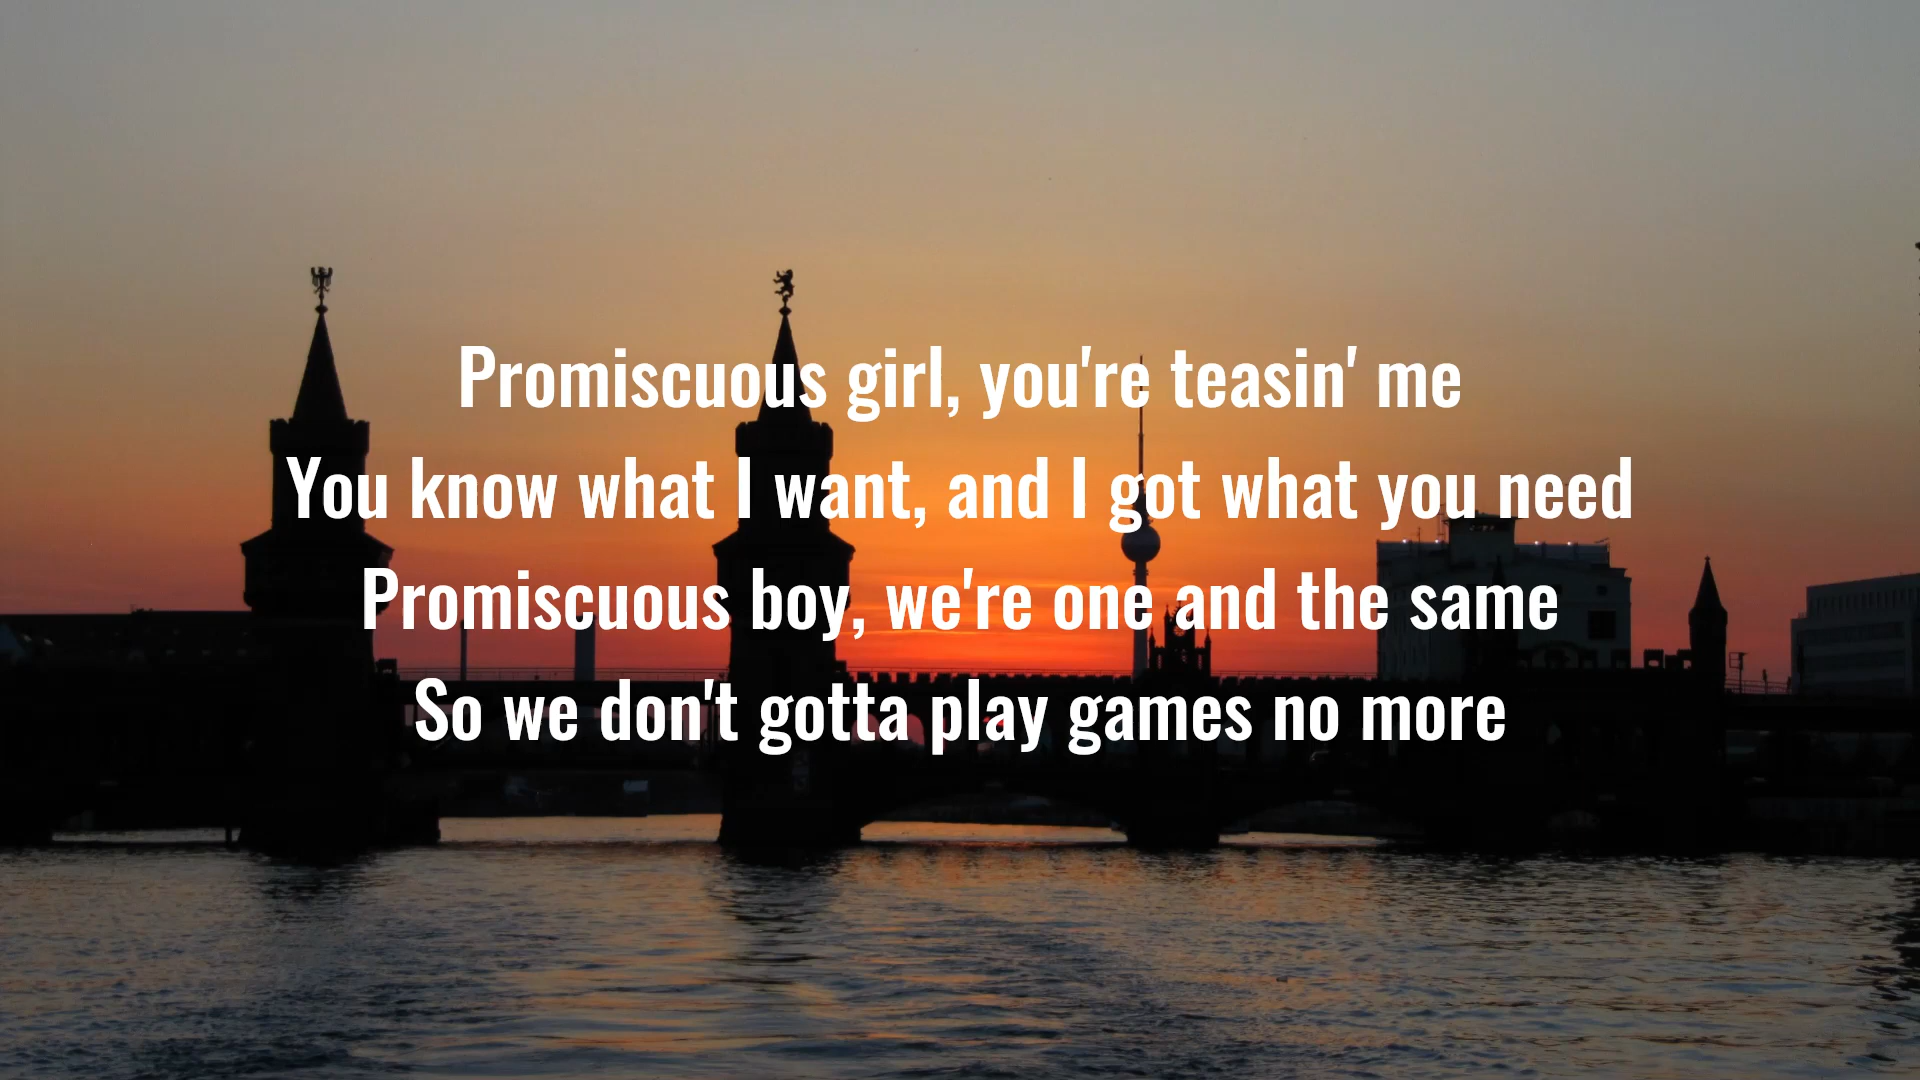 Promiscuous girl, you're teasin' me
You know what I want, and I got what you need
Promiscuous boy, we're one and the same
So we don't gotta play games no more